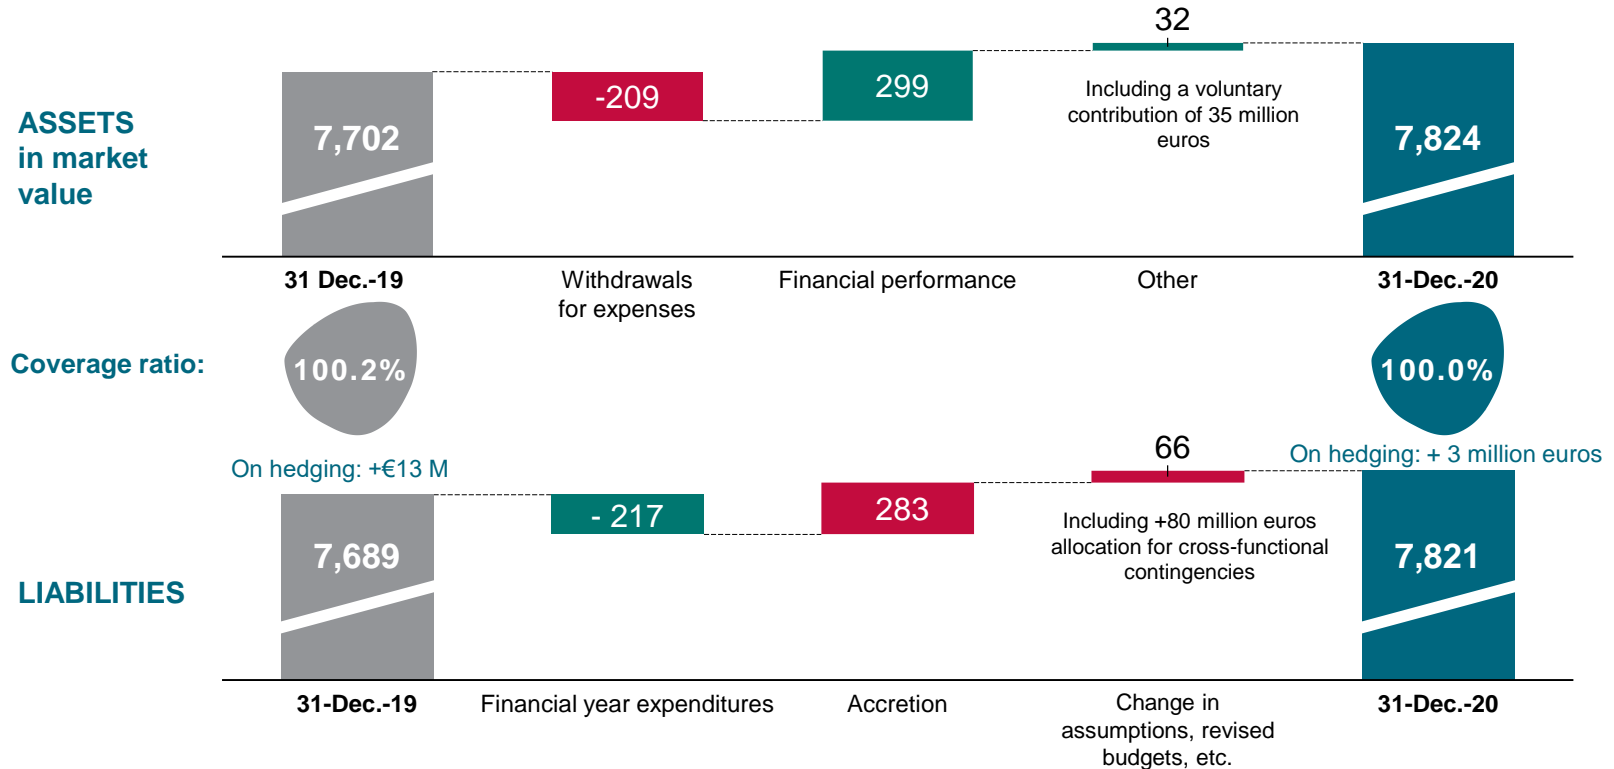 32
-209
299
Including a voluntary
contribution of 35 million
euros
ASSETS
in market
value
7,702
7,824
31 Dec.-19
Withdrawals
for expenses
Financial performance
Other
31-Dec.-20
Coverage ratio:
100.2%
100.0%
On hedging: +€13 M
66
On hedging: + 3 million euros
- 217
283
Including +80 million euros
allocation for cross-functional
contingencies
7,689
7,821
LIABILITIES
31-Dec.-19
Financial year expenditures
Accretion
Change in
assumptions, revised
budgets, etc.
31-Dec.-20